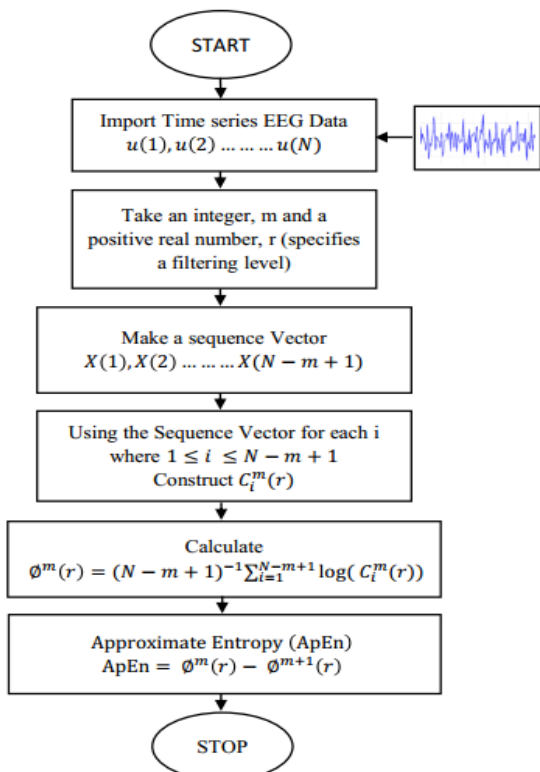 START
Import Time series EEG Data
u(1), u(2) … … … u(N)
Take an integer, m and a
positive real number, r (specifies
a filtering level)
Make a sequence Vector
X(1), X(2) … … … X(N − m + 1)
Using the Sequence Vector for each i
where 1 ≤ i ≤ N − m + 1
Construct C_i^m(r)
Calculate
∅^m(r) = (N − m + 1)^{−1} ∑_{i=1}^{N−m+1} log( C_i^m(r))
Approximate Entropy (ApEn)
ApEn = ∅^m(r) − ∅^{m+1}(r)
STOP